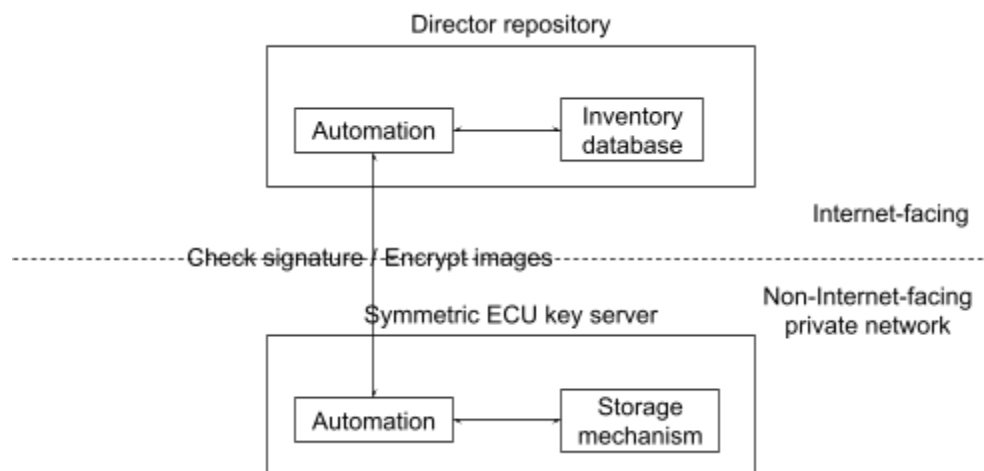 Director repository
Automation
Inventory
database
Internet-facing
Check signature / Encrypt images
Non-Internet-facing
private network
Symmetric ECU key server
Automation
Storage
mechanism